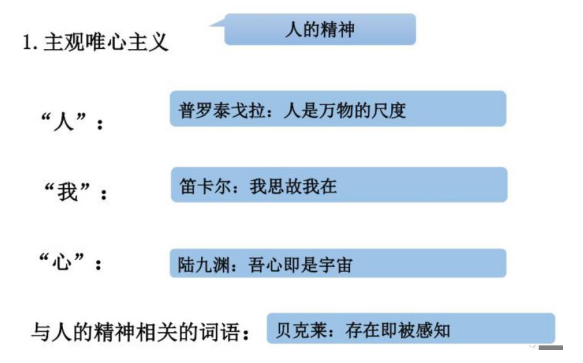 人的精神
1.主观唯心主义
“人”： 普罗泰戈拉：人是万物的尺度
“我”： 笛卡尔：我思故我在
“心”： 陆九渊：吾心即是宇宙
与人的精神相关的词语： 贝克莱：存在即被感知